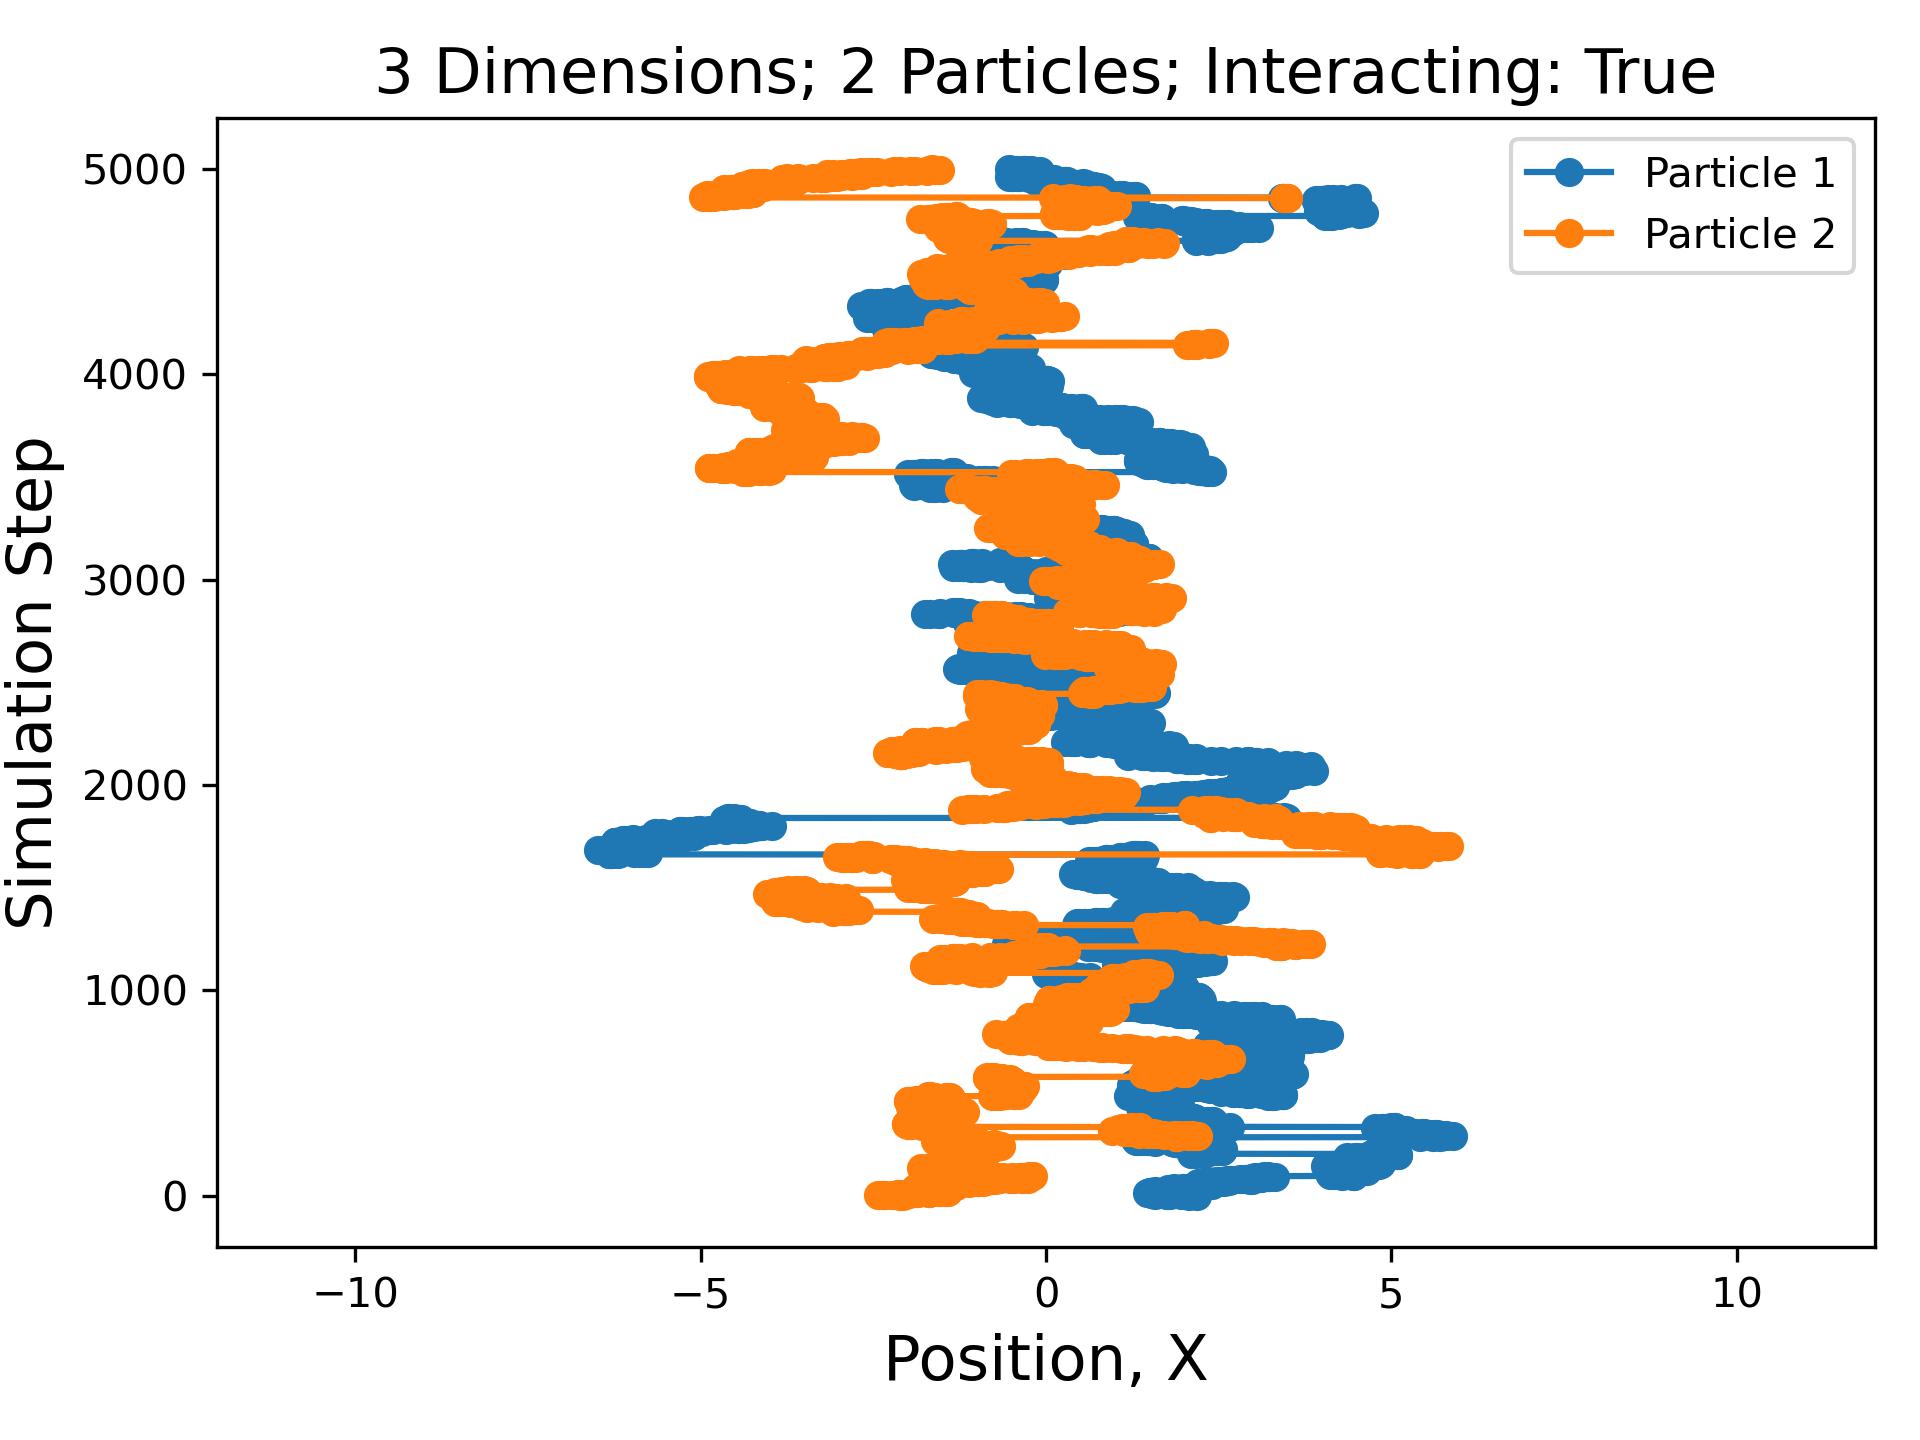 3 Dimensions; 2 Particles; Interacting: True
Particle 1
Particle 2
Simulation Step
5000
4000
3000
2000
1000
0
−10
−5
0
5
10
Position, X